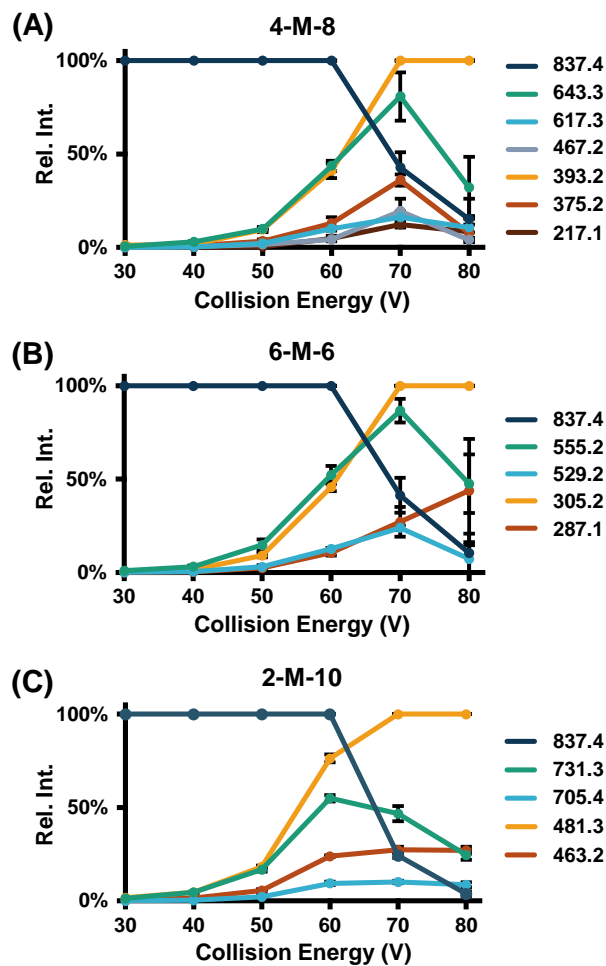 (A)
4-M-8
100%
50%
0%
Rel. Int.
30 40 50 60 70 80
Collision Energy (V)
837.4
643.3
617.3
467.2
393.2
375.2
217.1
(B)
6-M-6
100%
50%
0%
Rel. Int.
30 40 50 60 70 80
Collision Energy (V)
837.4
555.2
529.2
305.2
287.1
(C)
2-M-10
100%
50%
0%
Rel. Int.
30 40 50 60 70 80
Collision Energy (V)
837.4
731.3
705.4
481.3
463.2